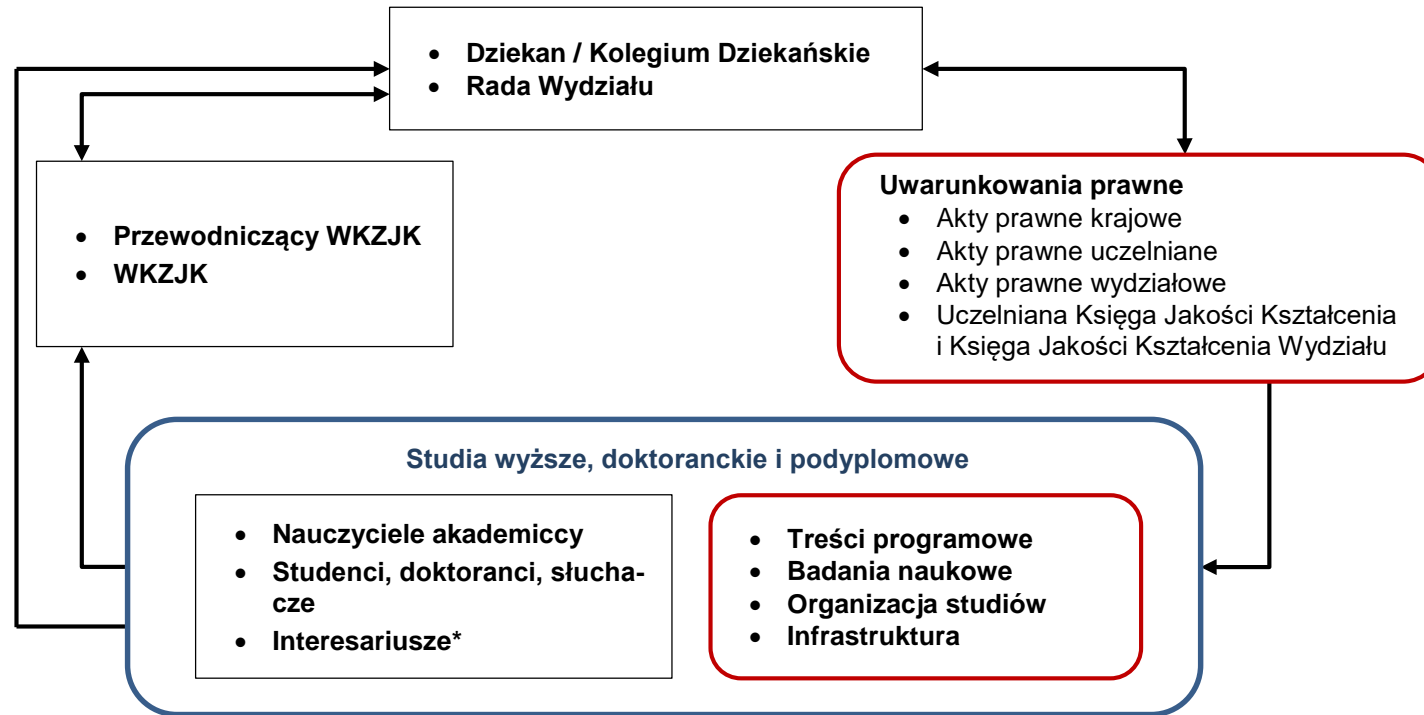 • Dziekan / Kolegium Dziekańskie
• Rada Wydziału
• Przewodniczący WKZJK
• WKZJK
Uwarunkowania prawne
• Akty prawne krajowe
• Akty prawne uczelniane
• Akty prawne wydziałowe
• Uczelniana Księga Jakości Kształcenia
i Księga Jakości Kształcenia Wydziału
Studia wyższe, doktoranckie i podyplomowe
• Nauczyciele akademiccy
• Studenci, doktoranci, słucha-
cze
• Interesariusze*
• Treści programowe
• Badania naukowe
• Organizacja studiów
• Infrastruktura